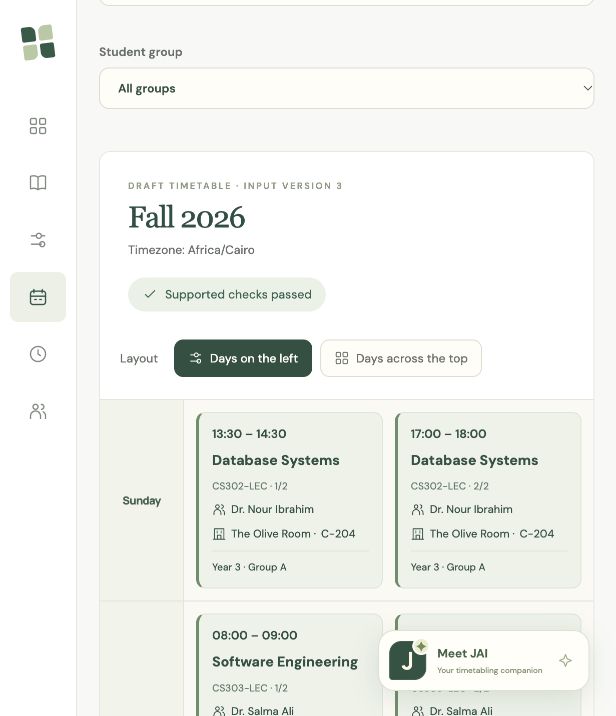 Student group
All groups
DRAFT TIMETABLE · INPUT VERSION 3
Fall 2026
Timezone: Africa/Cairo
Supported checks passed
Layout
Days on the left
Days across the top
Sunday
13:30 – 14:30
Database Systems
CS302-LEC · 1/2
Dr. Nour Ibrahim
The Olive Room · C-204
Year 3 · Group A
17:00 – 18:00
Database Systems
CS302-LEC · 2/2
Dr. Nour Ibrahim
The Olive Room · C-204
Year 3 · Group A
08:00 – 09:00
Software Engineering
CS303-LEC · 1/2
Dr. Salma Ali
Dr. Salma Ali
J
Meet JAI
Your timetabling companion